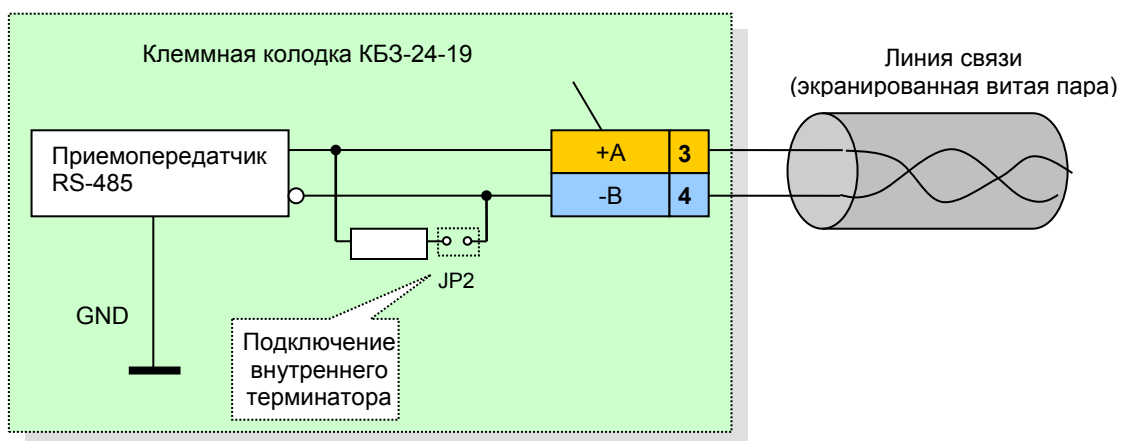 Клеммная колодка КБЗ-24-19
Линия связи
(экранированная витая пара)
Приемопередатчик
RS-485
+A 3
-B 4
JP2
GND
Подключение
внутреннего
терминатора